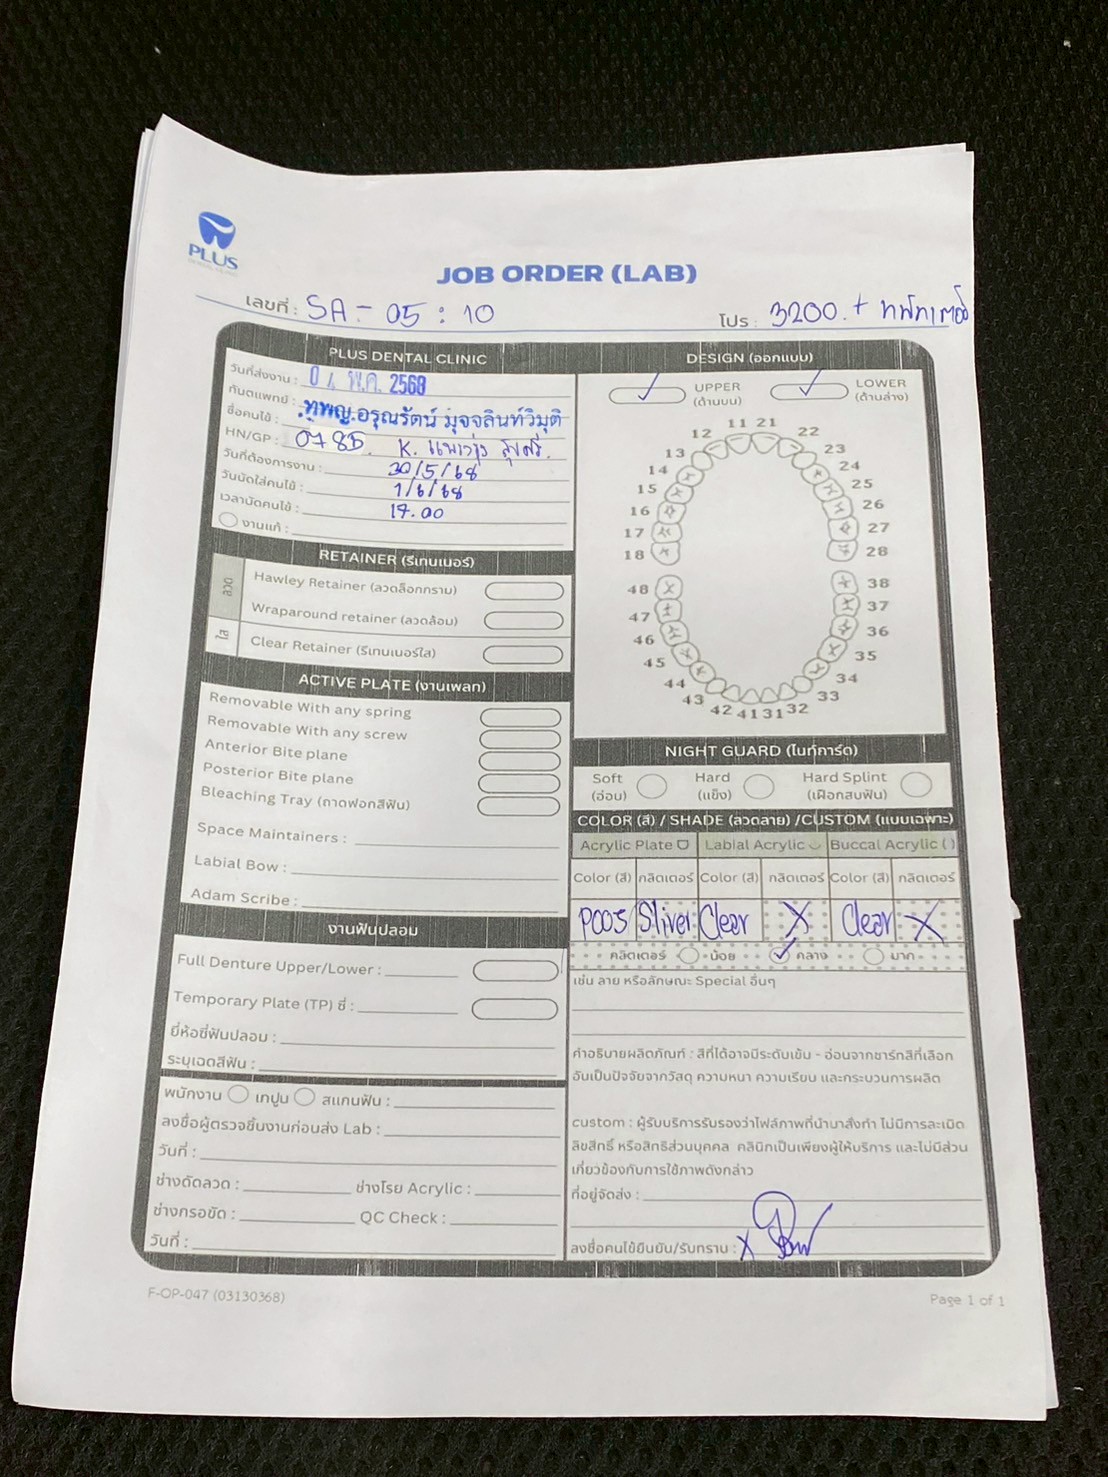 PLUS
JOB ORDER (LAB)
เลขที่ : SA - 05 : 10
โปร : 3200. +
PLUS DENTAL CLINIC
วันที่ส่งงาน : พ.ค. 2568
ทันตแพทย์ : ทพญ.อรุณรัตน์ มุจจลินท์วิมุติ
ชื่อคนไข้ :
HN/GP : K.
วันที่ต้องการงาน : 30/5/68
วันนัดใส่คนไข้ : 1/6/68
เวลานัดคนไข้ : 17.00
งานแก้ :
RETAINER (รีเทนเนอร์)
ลวด
Hawley Retainer (ลวดล็อกกราม)
Wraparound retainer (ลวดล้อม)
ใส
Clear Retainer (รีเทนเนอร์ใส)
ACTIVE PLATE (งานเพลท)
Removable With any spring
Removable With any screw
Anterior Bite plane
Posterior Bite plane
Bleaching Tray (ถาดฟอกสีฟัน)
Space Maintainers :
Labial Bow :
Adam Scribe :
งานฟันปลอม
Full Denture Upper/Lower :
Temporary Plate (TP) ซี่ :
ยี่ห้อซี่ฟันปลอม :
ระบุเฉดสีฟัน :
พนักงาน เทปูน สแกนฟัน :
ลงชื่อผู้ตรวจชิ้นงานก่อนส่ง Lab :
วันที่ :
ช่างดัดลวด : ช่างโรย Acrylic :
ช่างกรอขัด : QC Check :
วันที่ :
DESIGN (ออกแบบ)
UPPER (ด้านบน)
LOWER (ด้านล่าง)
11 21
12 22
13 23
14 24
15 25
16 26
17 27
18 28
48 38
47 37
46 36
45 35
44 34
43 33
42 41 31 32
NIGHT GUARD (ไนท์การ์ด)
Soft (อ่อน)
Hard (แข็ง)
Hard Splint (เฝือกสบฟัน)
COLOR (สี) / SHADE (ลวดลาย) /CUSTOM (แบบเฉพาะ)
Acrylic Plate Labial Acrylic Buccal Acrylic ( )
Color (สี) กลิตเตอร์ Color (สี) กลิตเตอร์ Color (สี) กลิตเตอร์
P005 Sliver Clear X Clear X
กลิตเตอร์ น้อย กลาง มาก
เช่น ลาย หรือลักษณะ Special อื่นๆ
คำอธิบายผลิตภัณฑ์ : สีที่ได้อาจมีระดับเข้ม - อ่อนจากชาร์ทสีที่เลือก
อันเป็นปัจจัยจากวัสดุ ความหนา ความเรียบ และกระบวนการผลิต
custom : ผู้รับบริการรับรองว่าไฟล์ภาพที่นำมาสั่งทำ ไม่มีการละเมิด
ลิขสิทธิ์ หรือสิทธิส่วนบุคคล คลินิกเป็นเพียงผู้ให้บริการ และไม่มีส่วน
เกี่ยวข้องกับการใช้ภาพดังกล่าว
ที่อยู่จัดส่ง :
ลงชื่อคนไข้ยืนยัน/รับทราบ : X
F-OP-047 (03130368)
Page 1 of 1